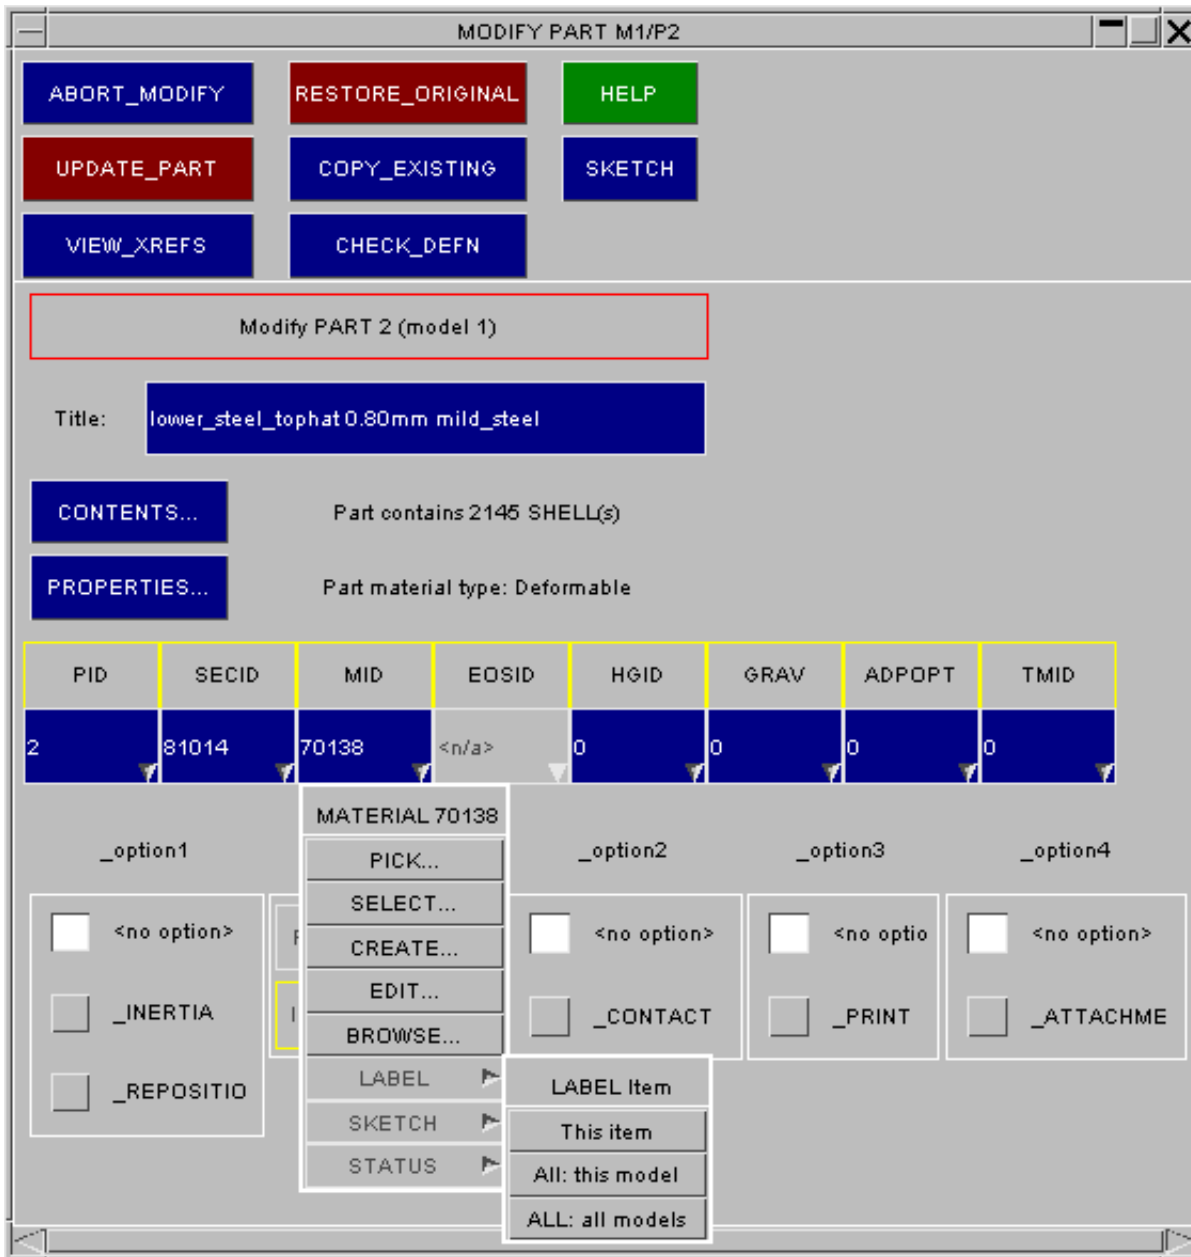 MODIFY PART M1/P2
ABORT_MODIFY RESTORE_ORIGINAL HELP
UPDATE_PART COPY_EXISTING SKETCH
VIEW_XREFS CHECK_DEFN
Modify PART 2 (model 1)
Title: lower_steel_tophat 0.80mm mild_steel
CONTENTS... Part contains 2145 SHELL(s)
PROPERTIES... Part material type: Deformable
PID SECID MID EOSID HGID GRAV ADPOPT TMID
2 81014 70138 <n/a> 0 0 0 0
MATERIAL 70138
_option1 _option2 _option3 _option4
PICK...
SELECT...
<no option> <no option> <no optio <no option>
CREATE...
EDIT...
_INERTIA _CONTACT _PRINT _ATTACHME
BROWSE...
LABEL LABEL Item
_REPOSITIO
SKETCH This item
STATUS All: this model
ALL: all models